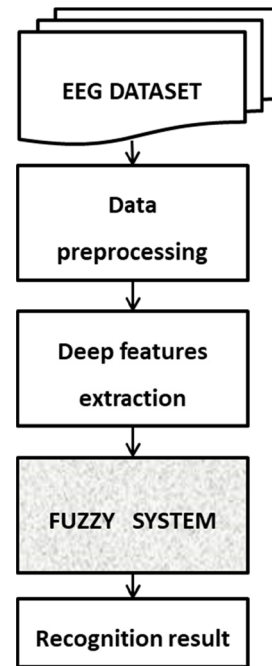 EEG DATASET
Data
preprocessing
Deep features
extraction
FUZZY SYSTEM
Recognition result